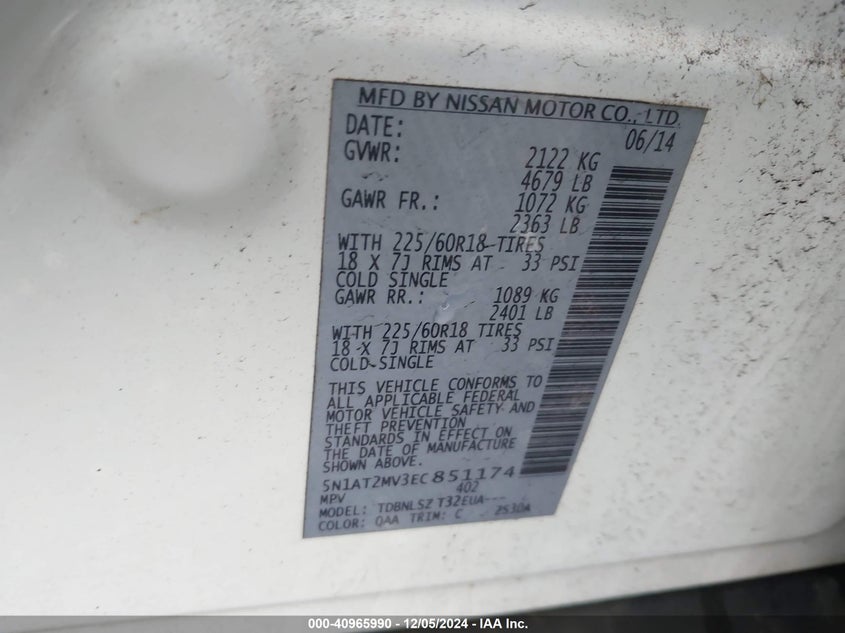 MFD BY NISSAN MOTOR CO., LTD.
DATE: 06/14
GVWR: 2122 KG
4679 LB
GAWR FR.: 1072 KG
2363 LB
WITH 225/60R18 TIRES
18 X 7J RIMS AT 33 PSI
COLD SINGLE
GAWR RR.: 1089 KG
2401 LB
WITH 225/60R18 TIRES
18 X 7J RIMS AT 33 PSI
COLD SINGLE
THIS VEHICLE CONFORMS TO
ALL APPLICABLE FEDERAL
MOTOR VEHICLE SAFETY AND
THEFT PREVENTION
STANDARDS IN EFFECT ON
THE DATE OF MANUFACTURE
SHOWN ABOVE.
5N1AT2MV3EC851174
MPV 402
MODEL: TDBNLSZ T32EUA---
COLOR: QAA TRIM: C 2S30A
000-40965990 - 12/05/2024 - IAA Inc.